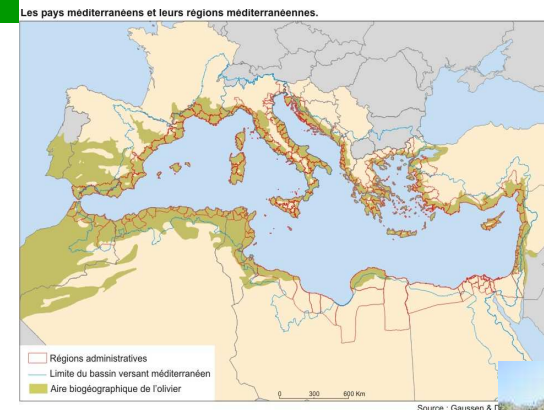 Les pays méditerranéens et leurs régions méditerranéennes.
Régions administratives
Limite du bassin versant méditerranéen
Aire biogéographique de l'olivier
0 300 600 Km
Source : Gaussen &